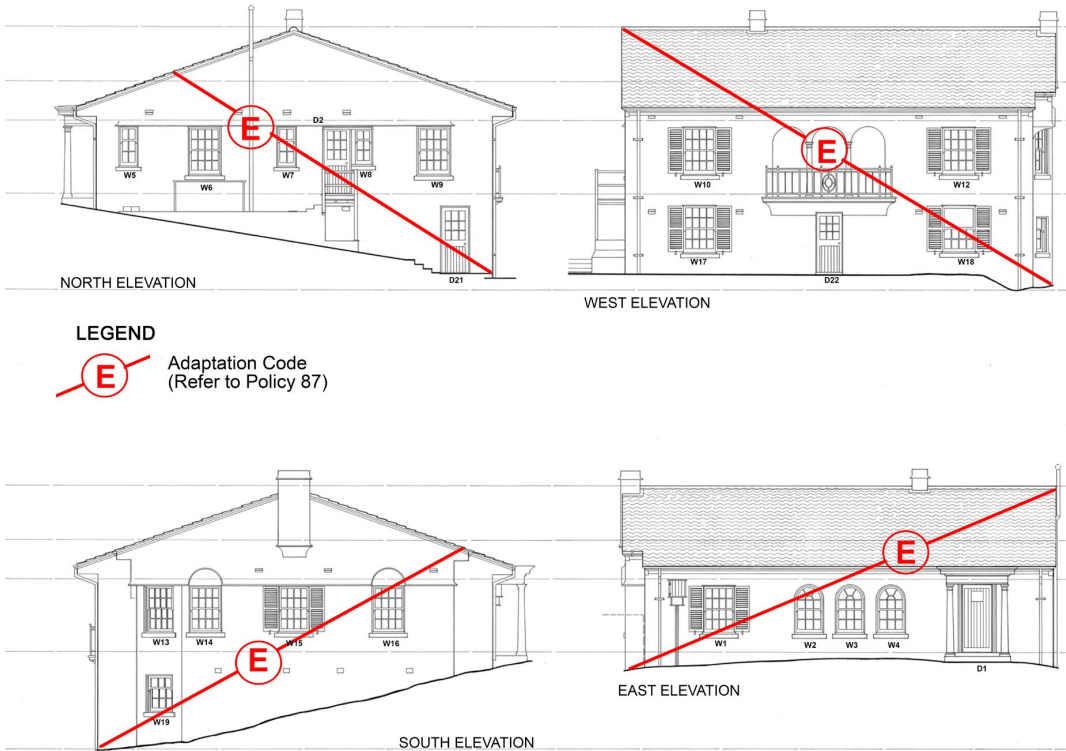 E
D2
W5
W6
W7
W8
W9
D21
NORTH ELEVATION
E
W10
W12
W17
W18
D22
WEST ELEVATION
LEGEND
E
Adaptation Code
(Refer to Policy 87)
E
W13
W14
W15
W16
W19
SOUTH ELEVATION
E
W1
W2
W3
W4
D1
EAST ELEVATION